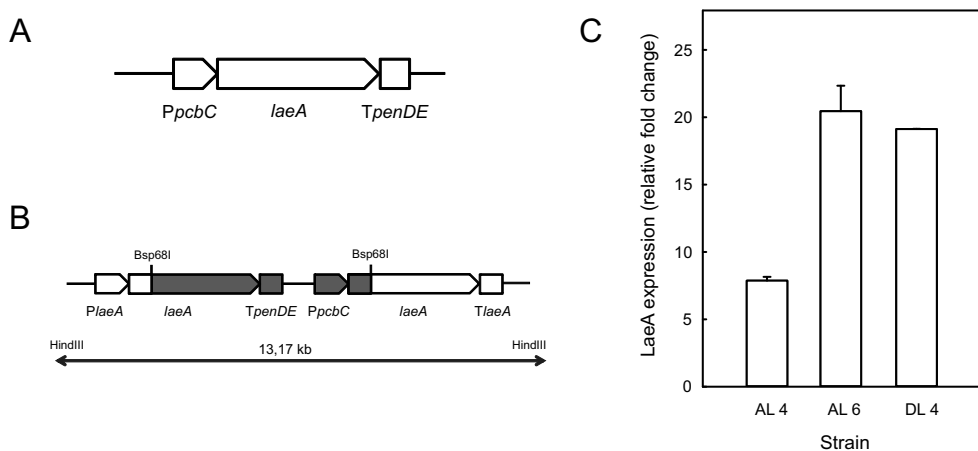 A
PpcbC
laeA
TpenDE
B
Bsp68I
Bsp68I
PlaeA
laeA
TpenDE
PpcbC
laeA
TlaeA
HindIII
13,17 kb
HindIII
C
LaeA expression (relative fold change)
25
20
15
10
5
0
AL 4
AL 6
DL 4
Strain